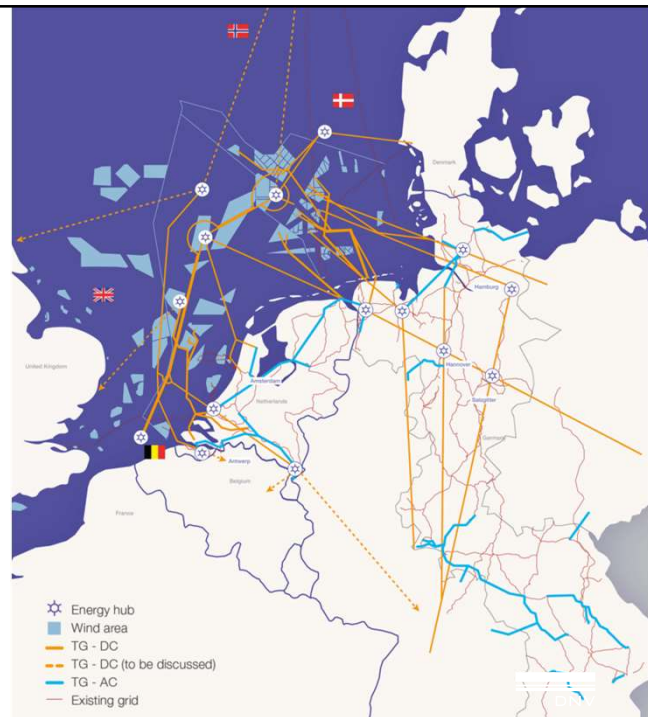 Denmark
Hamburg
United Kingdom
Hannover
Amsterdam
Netherlands
Salzgitter
Germany
Antwerp
Belgium
France
Energy hub
Wind area
TG - DC
TG - DC (to be discussed)
TG - AC
Existing grid
DNV